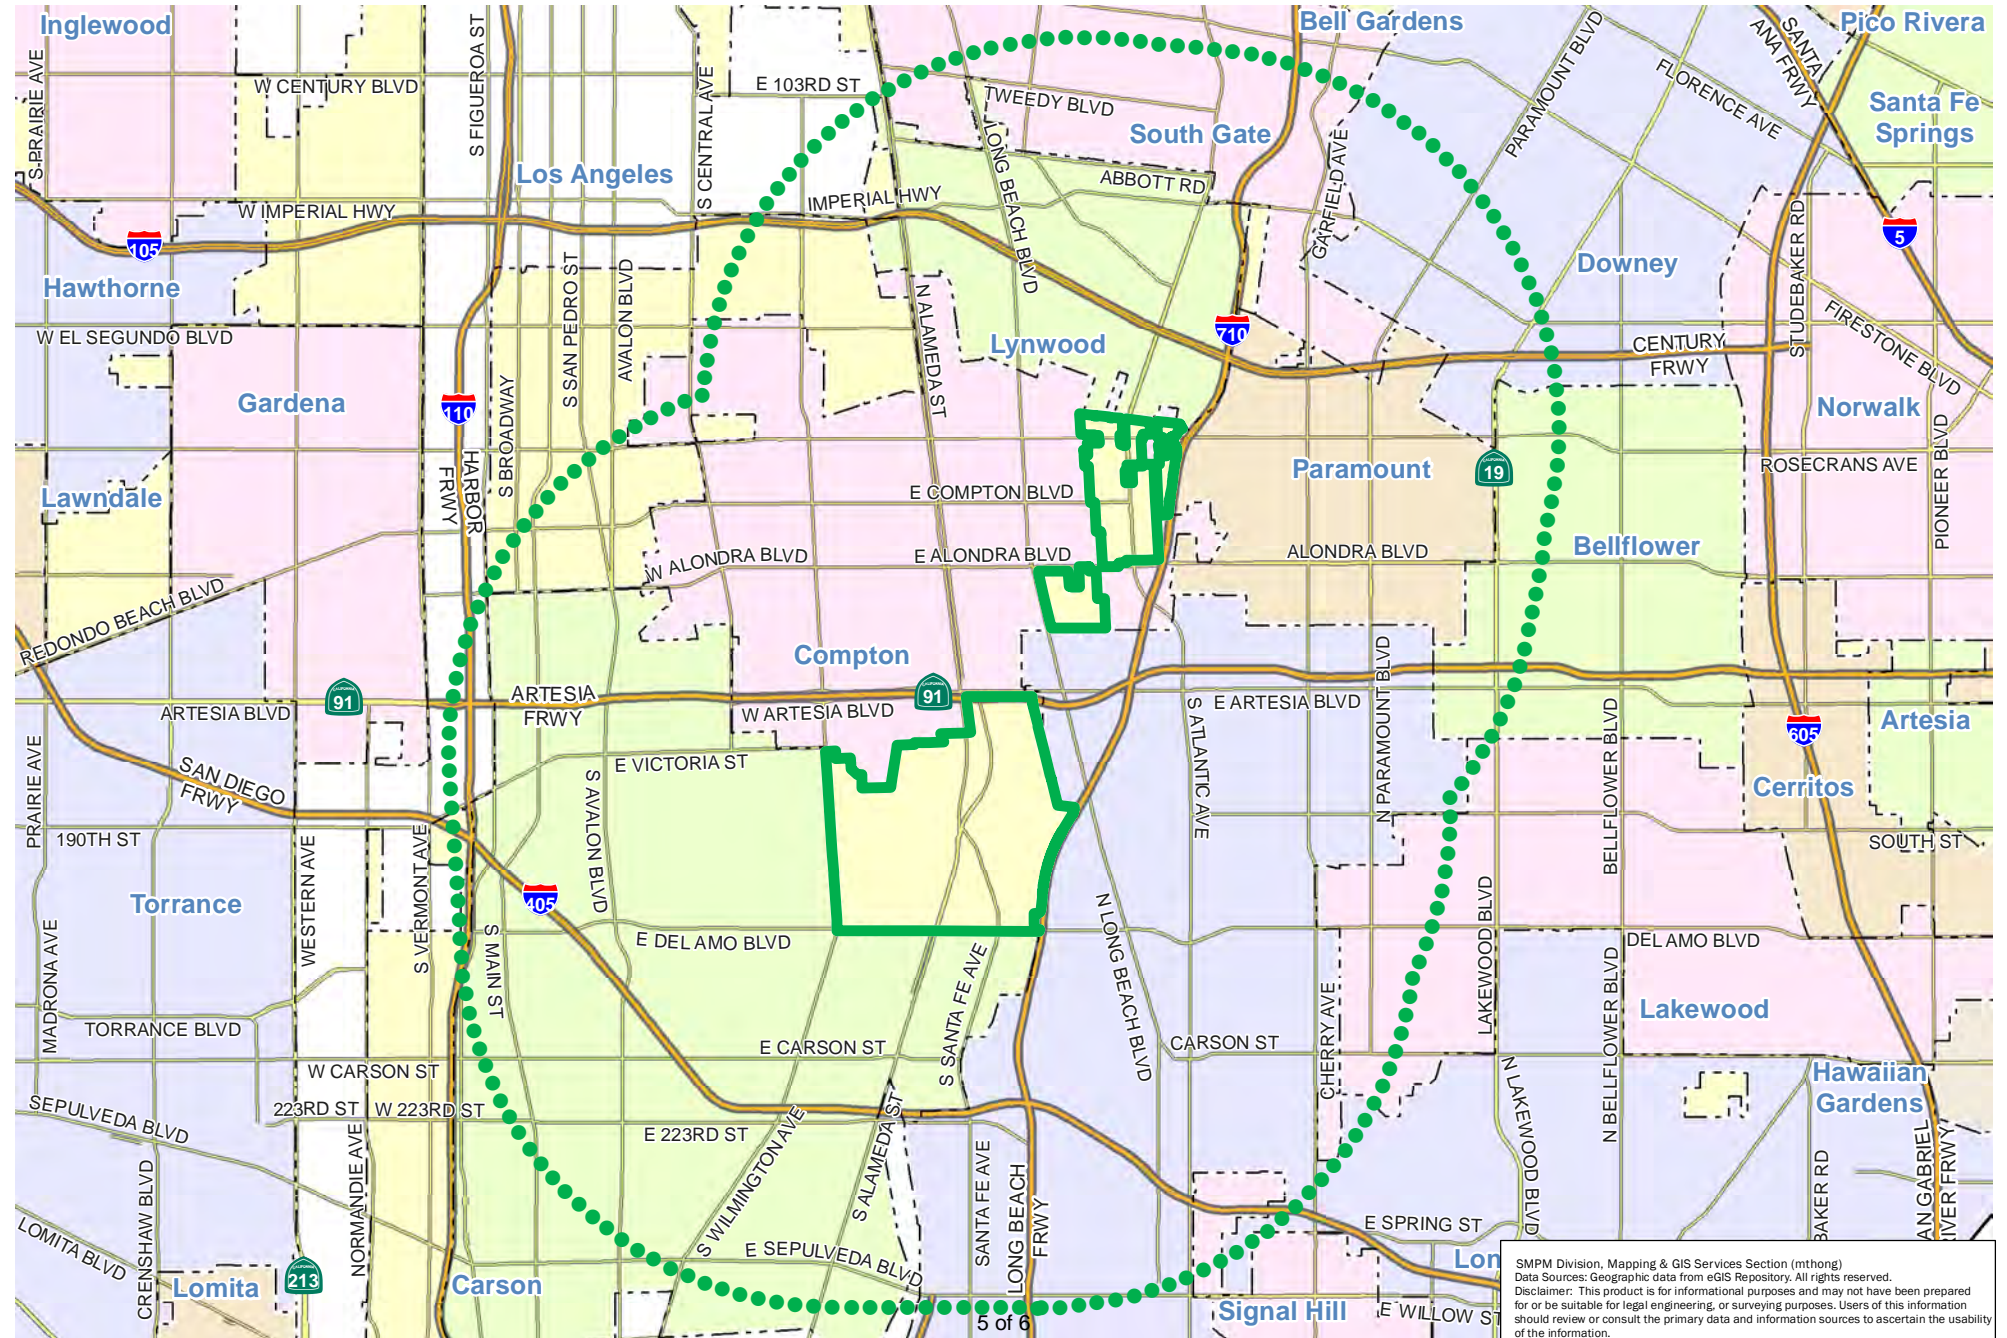 Inglewood
Bell Gardens
Pico Rivera
S PRAIRIE AVE
W CENTURY BLVD
S FIGUEROA ST
S CENTRAL AVE
E 103RD ST
TWEEDY BLVD
LONG BEACH BLVD
South Gate
PARAMOUNT BLVD
FLORENCE AVE
SANTA
ANA FRWY
Santa Fe
Springs
Los Angeles
W IMPERIAL HWY
IMPERIAL HWY
ABBOTT RD
GARFIELD AVE
STUDEBAKER RD
105
5
Hawthorne
W EL SEGUNDO BLVD
S SAN PEDRO ST
AVALON BLVD
N ALAMEDA ST
Lynwood
710
Downey
CENTURY
FRWY
FIRESTONE BLVD
Gardena
110
S BROADWAY
HARBOR
FRWY
Lawndale
E COMPTON BLVD
Paramount
19
Norwalk
ROSECRANS AVE
PIONEER BLVD
REDONDO BEACH BLVD
W ALONDRA BLVD
E ALONDRA BLVD
ALONDRA BLVD
Bellflower
Compton
91
ARTESIA BLVD
ARTESIA
FRWY
W ARTESIA BLVD
91
S ATLANTIC AVE
E ARTESIA BLVD
N PARAMOUNT BLVD
BELLFLOWER BLVD
605
Artesia
PRAIRIE AVE
SAN DIEGO
FRWY
E VICTORIA ST
S AVALON BLVD
Cerritos
190TH ST
SOUTH ST
Torrance
WESTERN AVE
S VERMONT AVE
405
S MAIN ST
E DEL AMO BLVD
N LONG BEACH BLVD
LAKEWOOD BLVD
DEL AMO BLVD
MADRONA AVE
TORRANCE BLVD
S SANTA FE AVE
CHERRY AVE
N BELLFLOWER BLVD
Lakewood
W CARSON ST
E CARSON ST
CARSON ST
SEPULVEDA BLVD
223RD ST
W 223RD ST
E 223RD ST
Hawaiian
Gardens
CRENSHAW BLVD
NORMANDIE AVE
S WILMINGTON AVE
S ALAMEDA ST
SANTA FE AVE
LONG BEACH
FRWY
N LAKEWOOD BLVD
BAKER RD
AN GABRIEL
IVER FRWY
LOMITA BLVD
213
Lomita
Carson
E SEPULVEDA BLVD
5 of 6
Signal Hill
E SPRING ST
Lon
E WILLOW ST
SMPM Division, Mapping & GIS Services Section (mthong)
Data Sources: Geographic data from eGIS Repository. All rights reserved.
Disclaimer: This product is for informational purposes and may not have been prepared
for or be suitable for legal engineering, or surveying purposes. Users of this information
should review or consult the primary data and information sources to ascertain the usability
of the information.